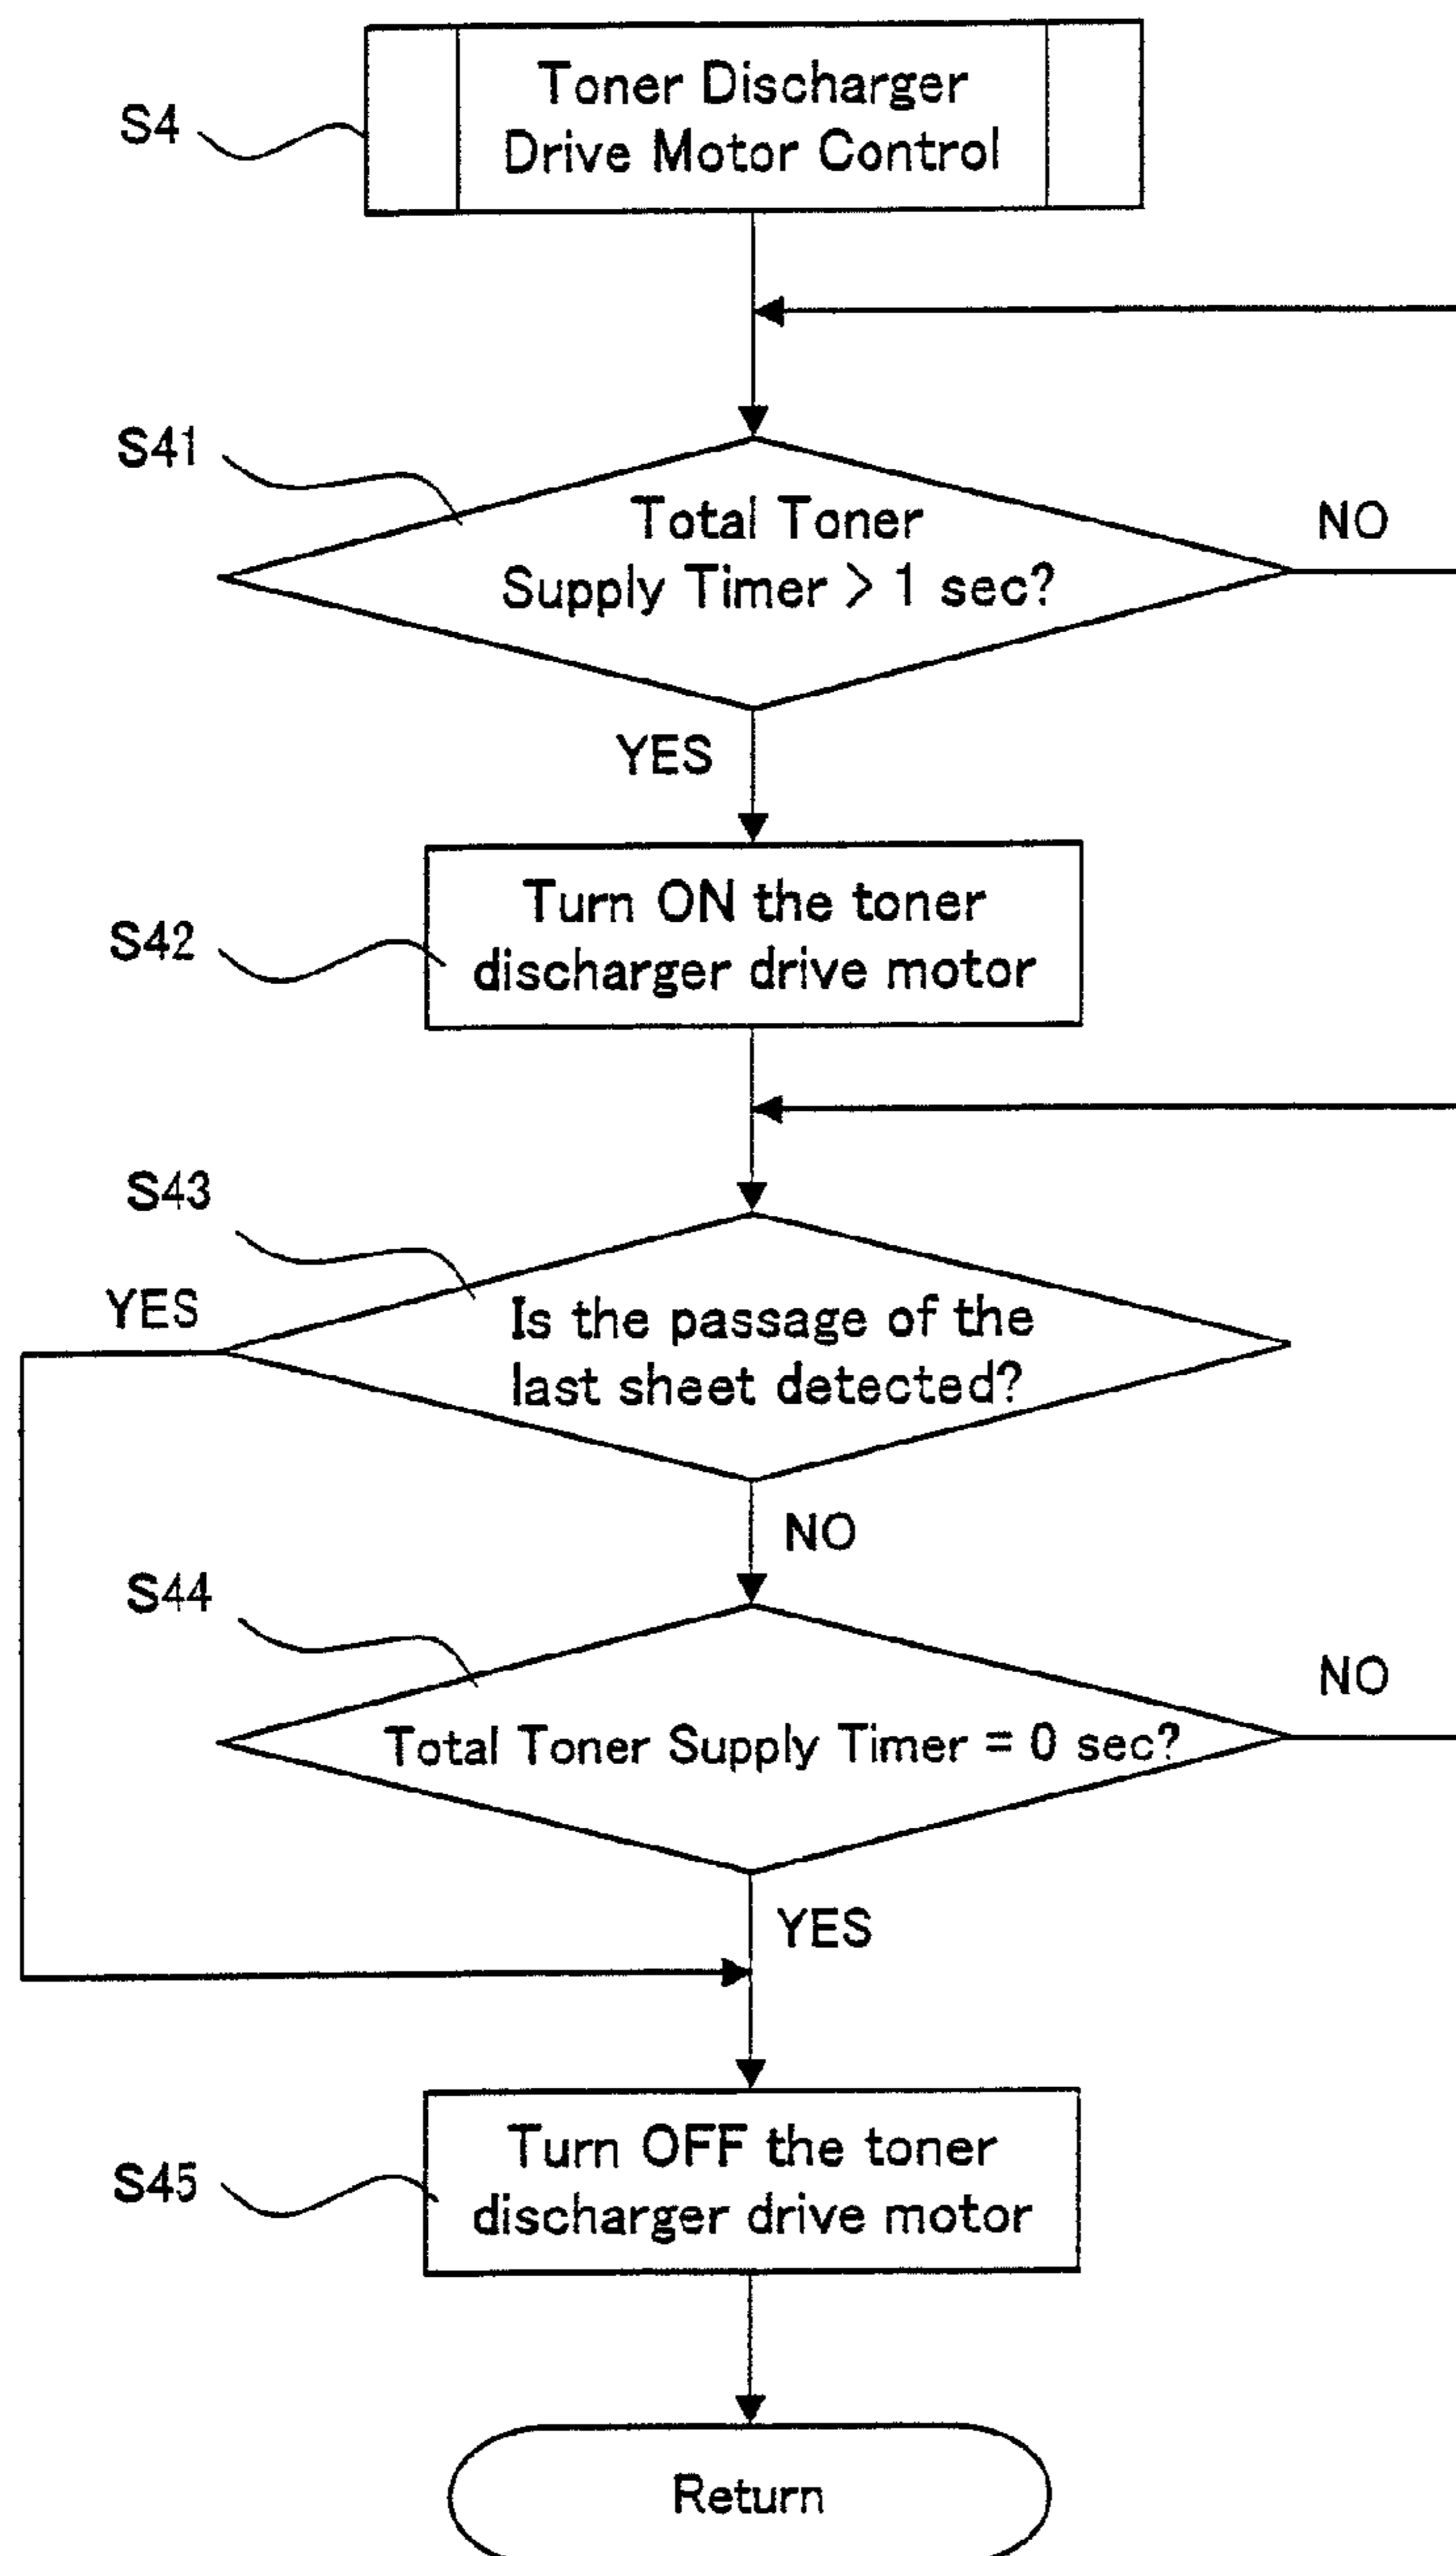 S4
Toner Discharger
Drive Motor Control
S41
Total Toner
Supply Timer > 1 sec?
NO
YES
S42
Turn ON the toner
discharger drive motor
S43
YES
Is the passage of the
last sheet detected?
NO
S44
NO
Total Toner Supply Timer = 0 sec?
YES
S45
Turn OFF the toner
discharger drive motor
Return